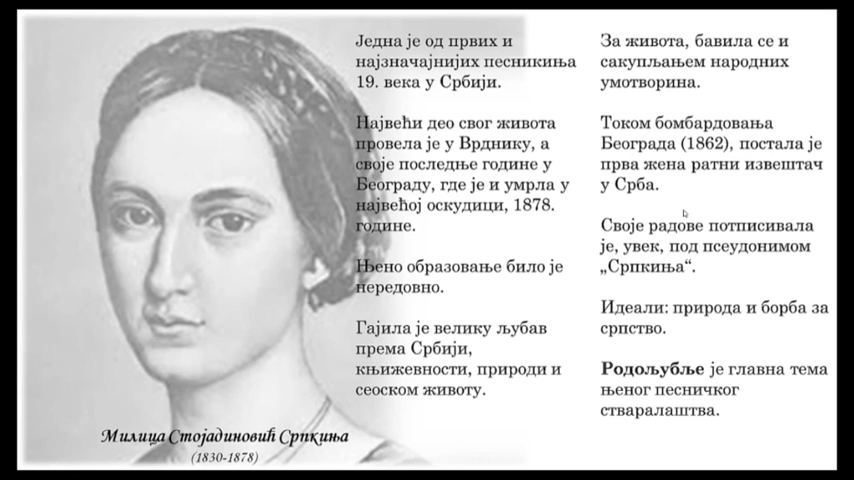 Једна је од првих и
најзначајнијих песникиња
19. века у Србији.
Највећи део свог живота
провела је у Врднику, а
своје последње године у
Београду, где је и умрла у
највећој оскудици, 1878.
године.
Њено образовање било је
нередовно.
Гајила је велику љубав
према Србији,
књижевности, природи и
сеоском животу.
За живота, бавила се и
сакупљањем народних
умотворина.
Током бомбардовања
Београда (1862), постала је
прва жена ратни извештач
у Срба.
Своје радове потписивала
је, увек, под псеудонимом
„Српкиња“.
Идеали: природа и борба за
српство.
Родољубље је главна тема
њеног песничког
стваралаштва.
Милица Стојадиновић Српкиња
(1830-1878)